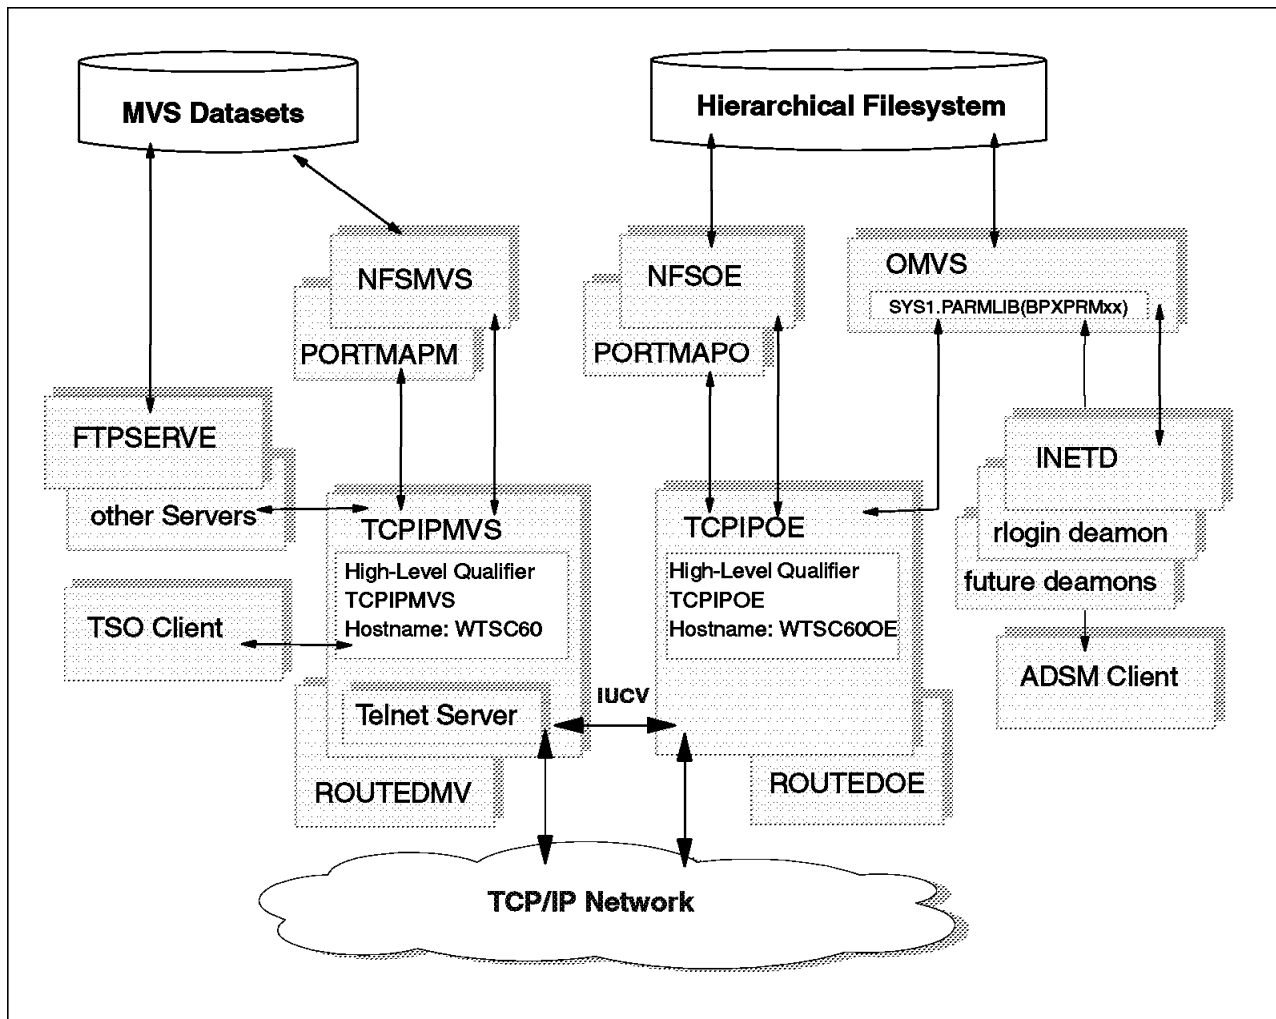 MVS Datasets
Hierarchical Filesystem
NFSMVS
NFSOE
OMVS
SYS1.PARMLIB(BPXPRMxx)
PORTMAPM
PORTMAPO
FTPSERVE
INETD
other Servers
TCPIPMVS
TCPIPOE
rlogin deamon
High-Level Qualifier
TCPIPMVS
Hostname: WTSC60
High-Level Qualifier
TCPIPOE
Hostname: WTSC60OE
future deamons
TSO Client
ADSM Client
IUCV
Telnet Server
ROUTEDMV
ROUTEDOE
TCP/IP Network